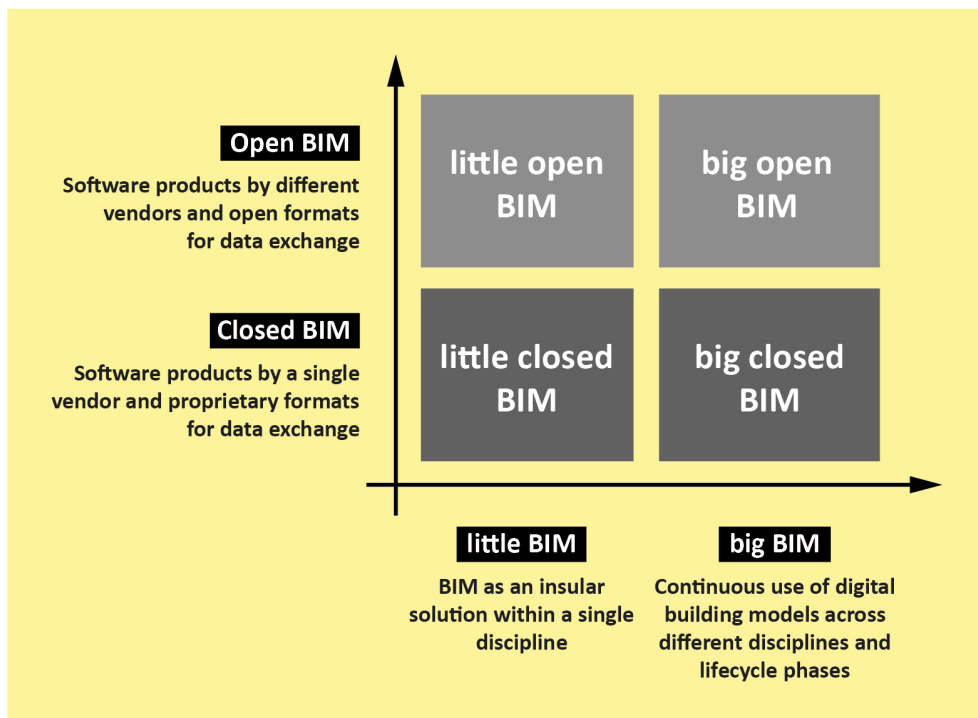 Open BIM
Software products by different
vendors and open formats
for data exchange
little open
BIM
big open
BIM
Closed BIM
Software products by a single
vendor and proprietary formats
for data exchange
little closed
BIM
big closed
BIM
little BIM
BIM as an insular
solution within a single
discipline
big BIM
Continuous use of digital
building models across
different disciplines and
lifecycle phases